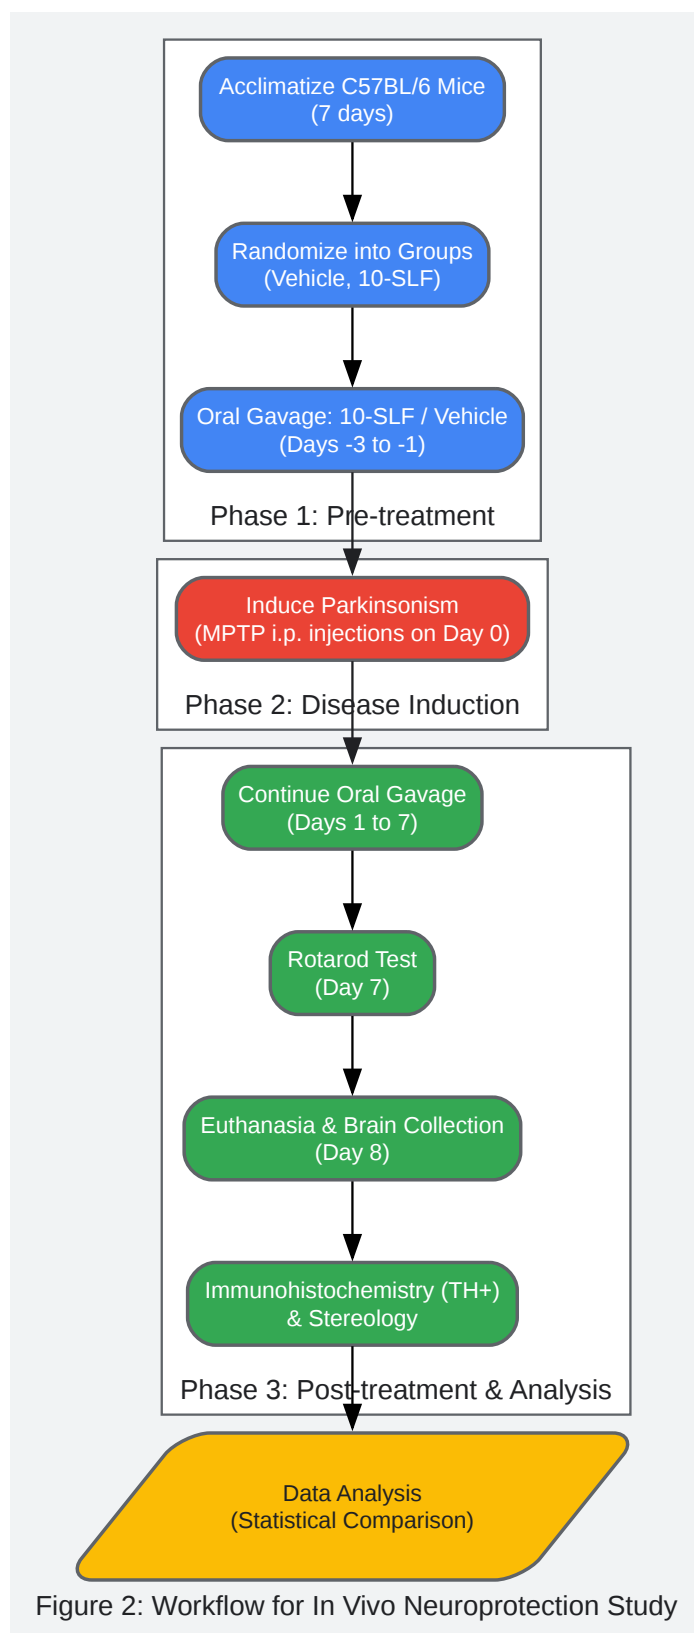 Acclimatize C57BL/6 Mice
(7 days)
Randomize into Groups
(Vehicle, 10-SLF)
Oral Gavage: 10-SLF / Vehicle
(Days -3 to -1)
Phase 1: Pre-treatment
Induce Parkinsonism
(MPTP i.p. injections on Day 0)
Phase 2: Disease Induction
Continue Oral Gavage
(Days 1 to 7)
Rotarod Test
(Day 7)
Euthanasia & Brain Collection
(Day 8)
Immunohistochemistry (TH+)
& Stereology
Phase 3: Post-treatment & Analysis
Data Analysis
(Statistical Comparison)
Figure 2: Workflow for In Vivo Neuroprotection Study